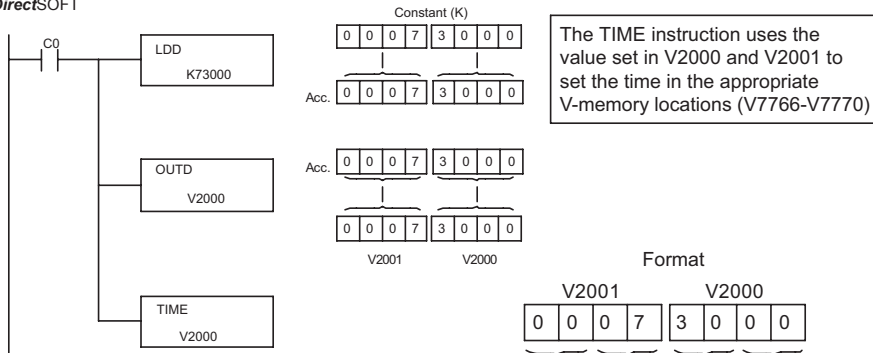 DirectSOFT
C0
LDD
K73000
Constant (K)
0 0 0 7 3 0 0 0
Acc. 0 0 0 7 3 0 0 0
The TIME instruction uses the
value set in V2000 and V2001 to
set the time in the appropriate
V-memory locations (V7766-V7770)
OUTD
V2000
Acc. 0 0 0 7 3 0 0 0
0 0 0 7 3 0 0 0
V2001 V2000
TIME
V2000
Format
V2001 V2000
0 0 0 7 3 0 0 0